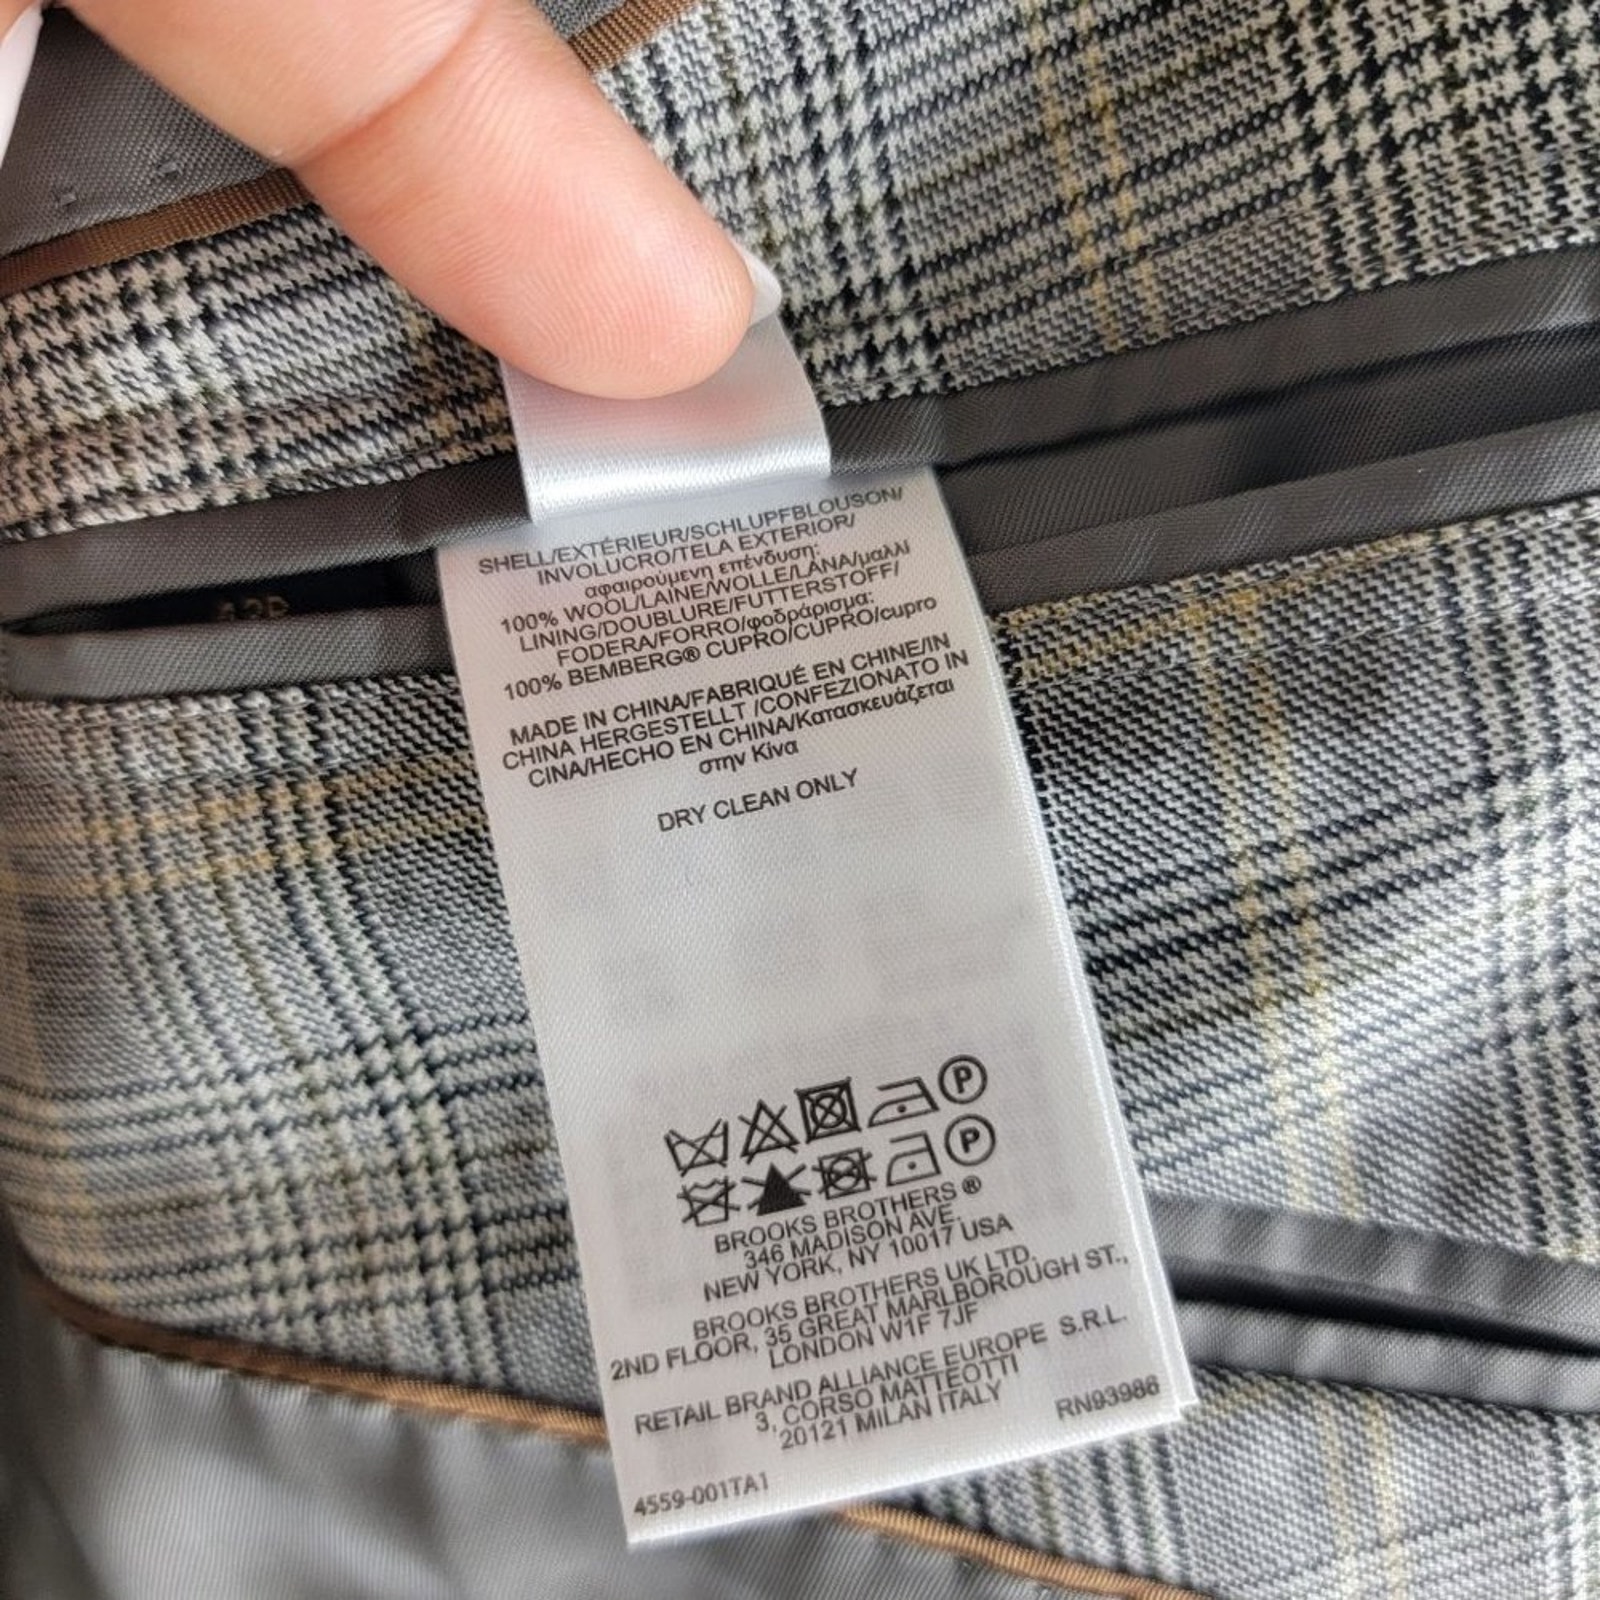 SHELL/EXTÉRIEUR/SCHLUPFBLOUSON/
INVOLUCRO/TELA EXTERIOR/
αφαιρούμενη επένδυση:
100% WOOL/LAINE/WOLLE/LANA/μαλλί
LINING/DOUBLURE/FUTTERSTOFF/
FODERA/FORRO/φοδράρισμα:
100% BEMBERG® CUPRO/CUPRO/cupro
MADE IN CHINA/FABRIQUÉ EN CHINE/IN
CHINA HERGESTELLT /CONFEZIONATO IN
CINA/HECHO EN CHINA/Κατασκευάζεται
στην Κίνα
DRY CLEAN ONLY
P
P
BROOKS BROTHERS ®
346 MADISON AVE.
NEW YORK, NY 10017 USA
BROOKS BROTHERS UK LTD.
2ND FLOOR, 35 GREAT MARLBOROUGH ST.,
LONDON W1F 7JF
RETAIL BRAND ALLIANCE EUROPE S.R.L.
3, CORSO MATTEOTTI
20121 MILAN ITALY
RN93986
4559-001TA1